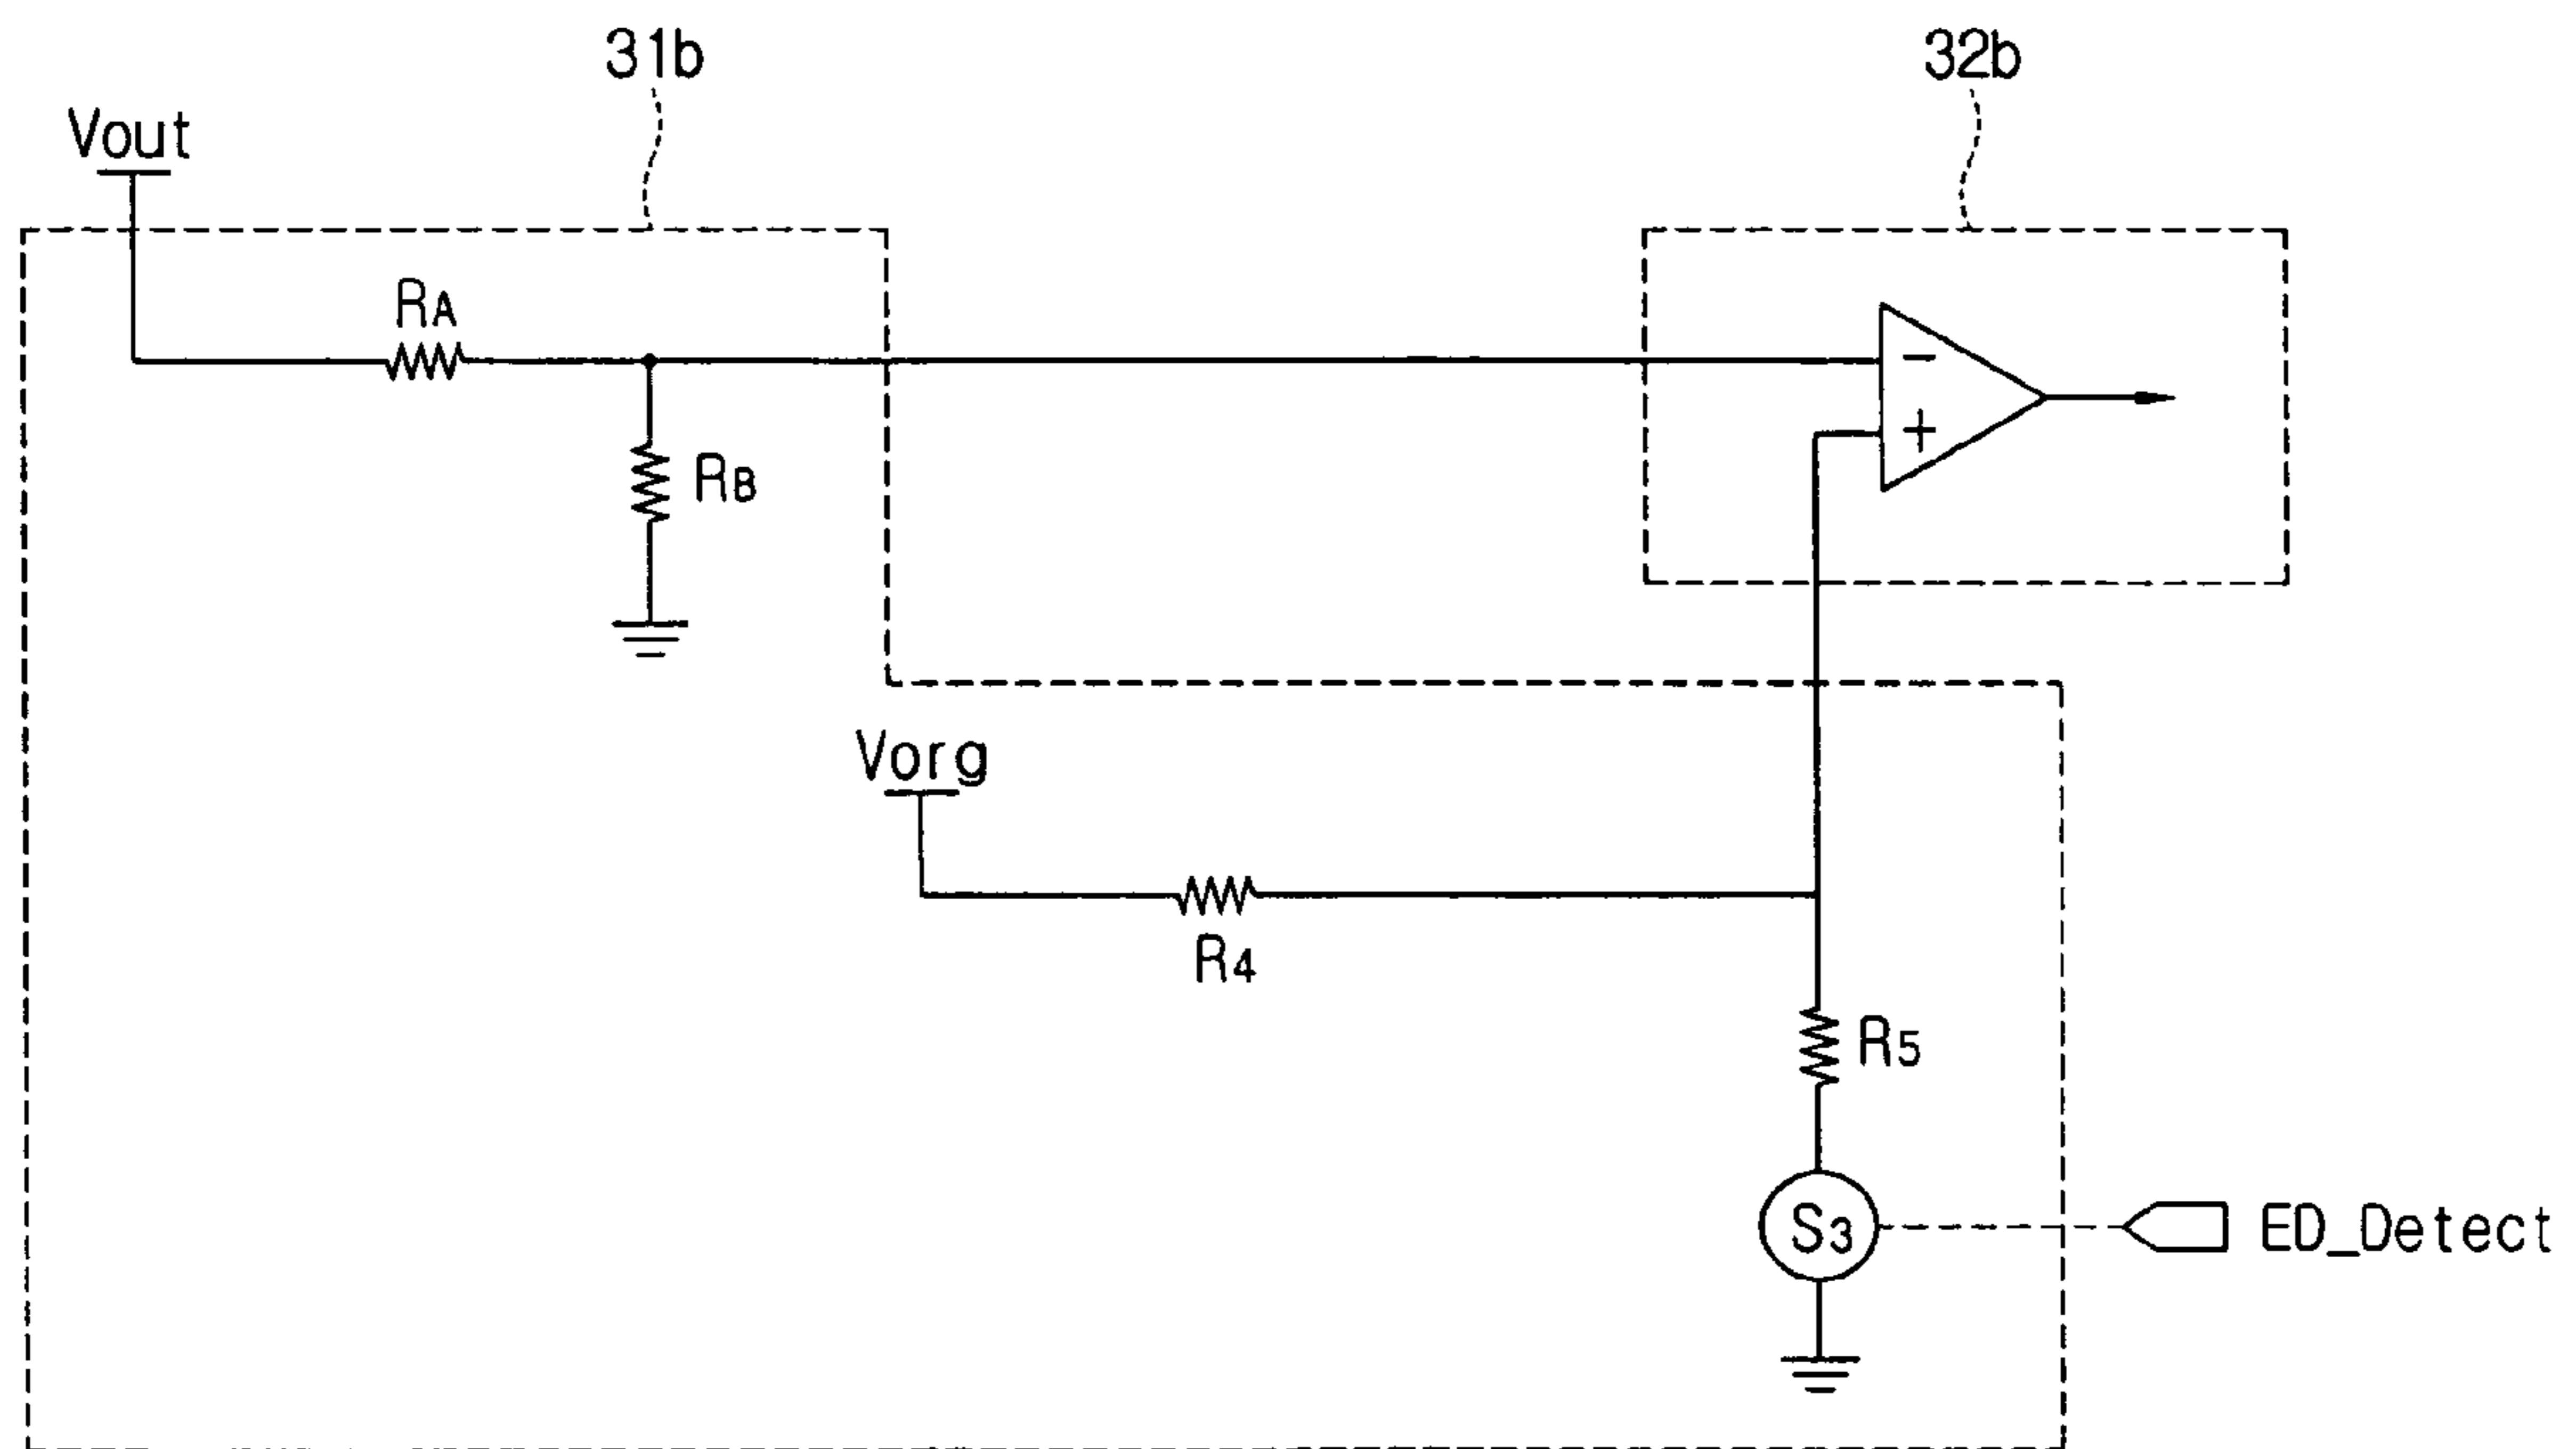 31b
32b
Vout
RA
−
+
RB
Vorg
R4
R5
S3
ED_Detect